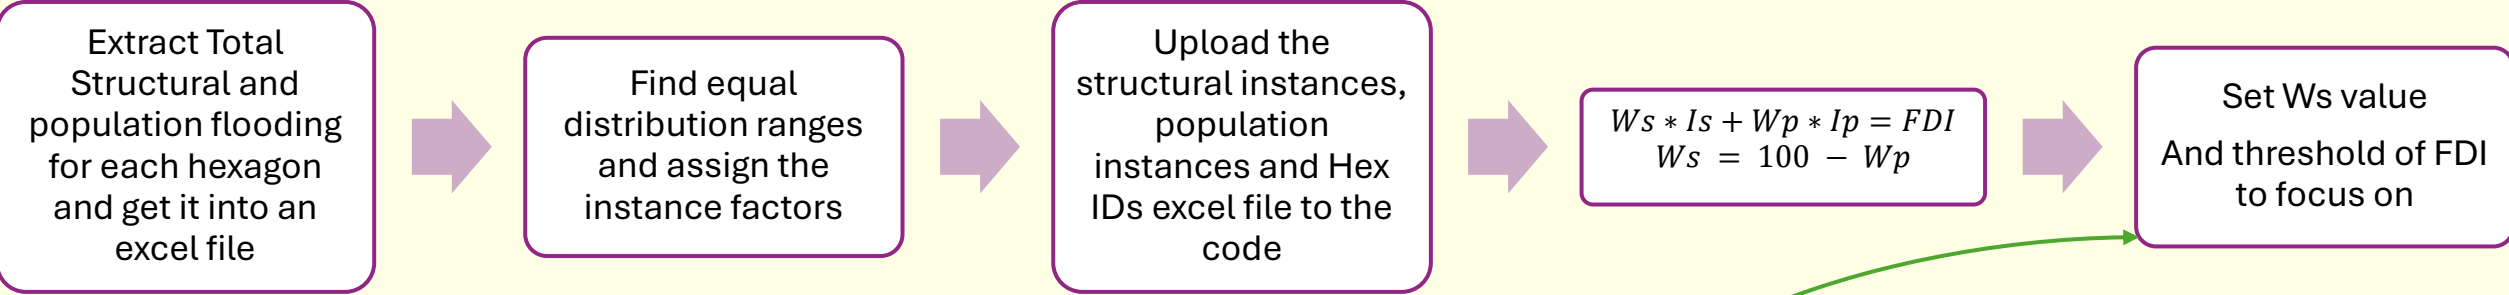 Extract Total
Structural and
population flooding
for each hexagon
and get it into an
excel file
Find equal
distribution ranges
and assign the
instance factors
Upload the
structural instances,
population
instances and Hex
IDs excel file to the
code
Ws ∗ Is + Wp ∗ Ip = FDI
Ws = 100 − Wp
Set Ws value
And threshold of FDI
to focus on